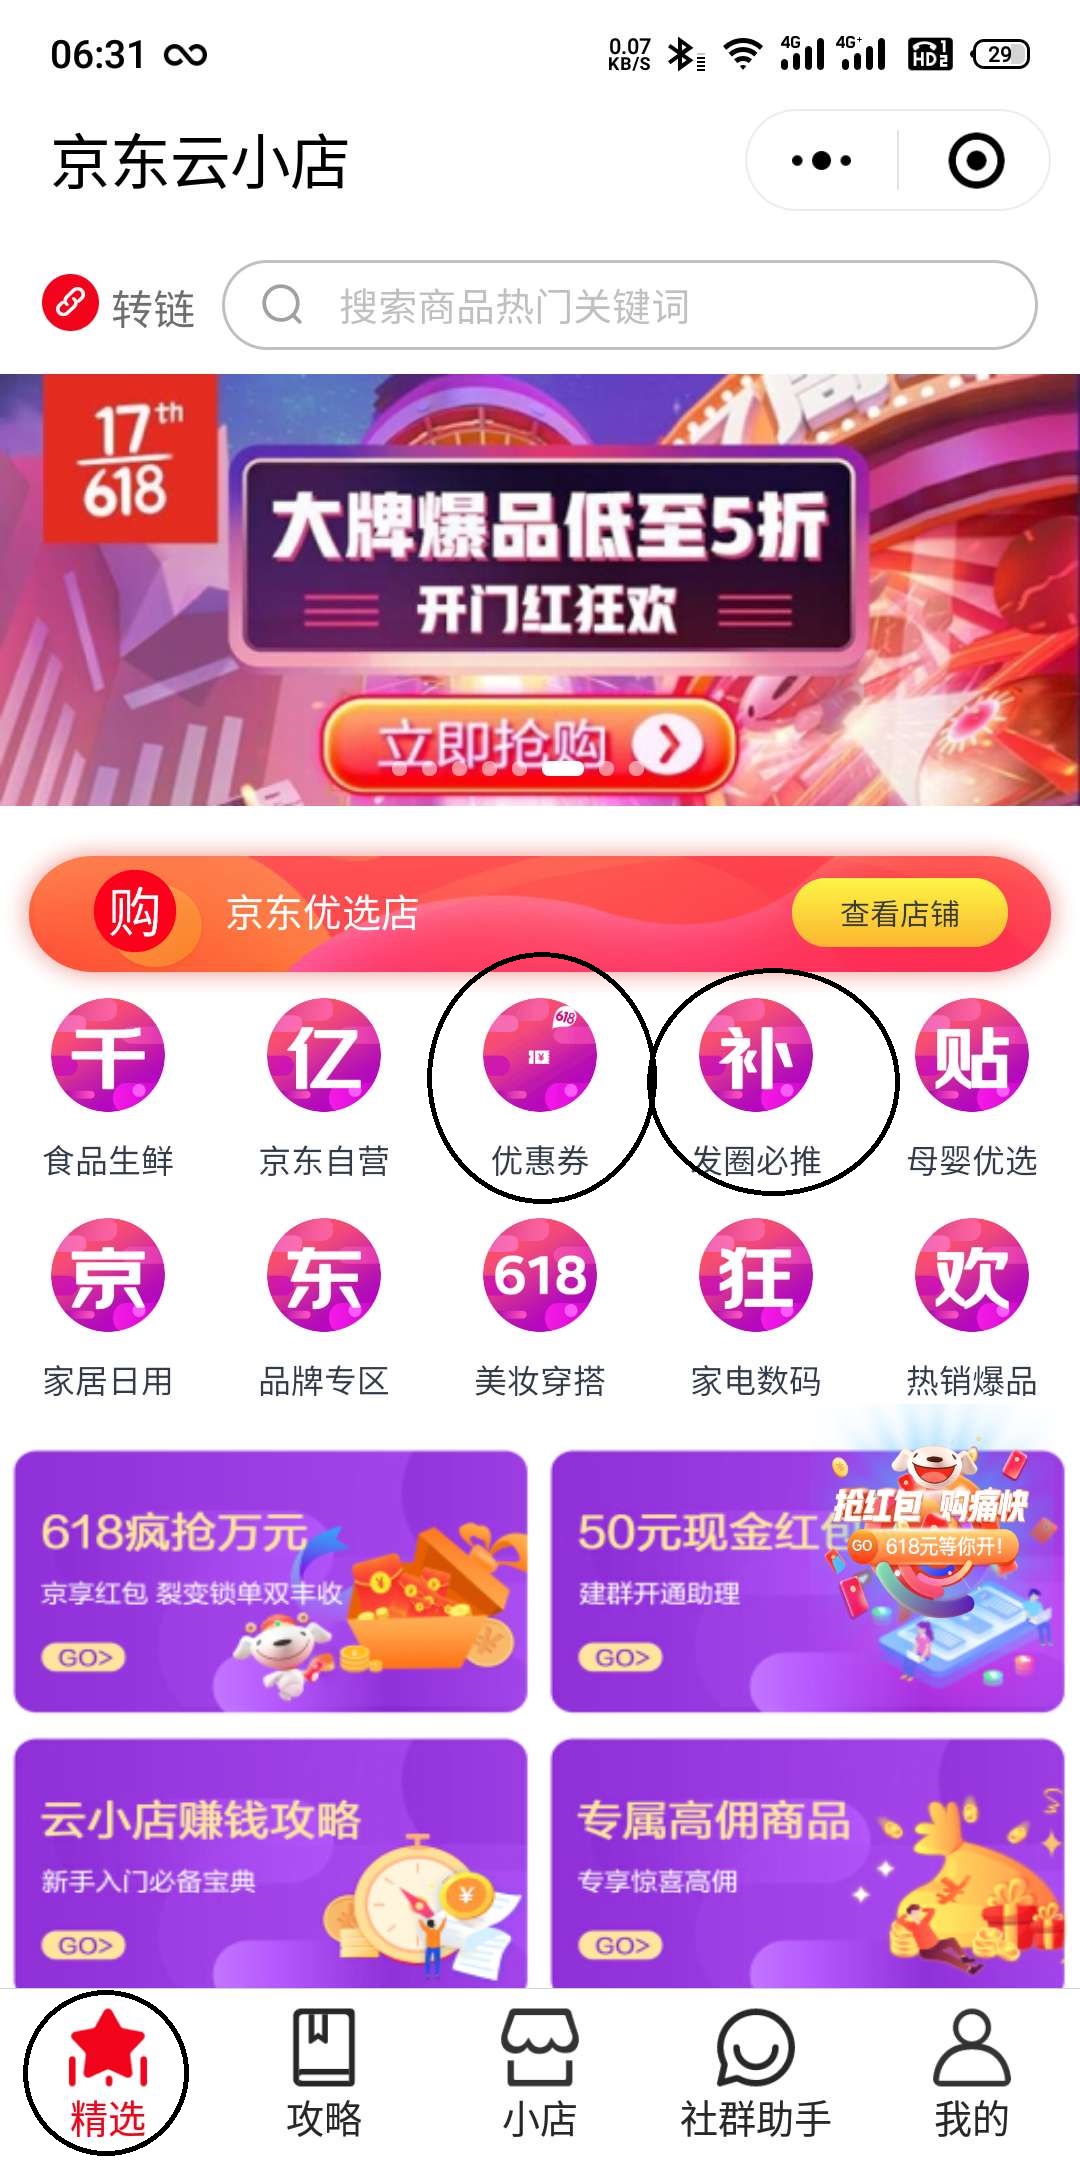 06:31
0.07
KB/S
4G
4G+
HD 1 2
29
京东云小店
转链
搜索商品热门关键词
17th
618
大牌爆品低至5折
开门红狂欢
立即抢购
购
京东优选店
查看店铺
千
亿
618
补
贴
食品生鲜
京东自营
优惠券
发圈必推
母婴优选
京
东
618
狂
欢
家居日用
品牌专区
美妆穿搭
家电数码
热销爆品
618疯抢万元
京享红包 裂变锁单双丰收
GO>
50元现金红包
建群开通助理
GO>
抢红包 购痛快
GO 618元等你开!
云小店赚钱攻略
新手入门必备宝典
GO>
专属高佣商品
专享惊喜高佣
GO>
精选
攻略
小店
社群助手
我的